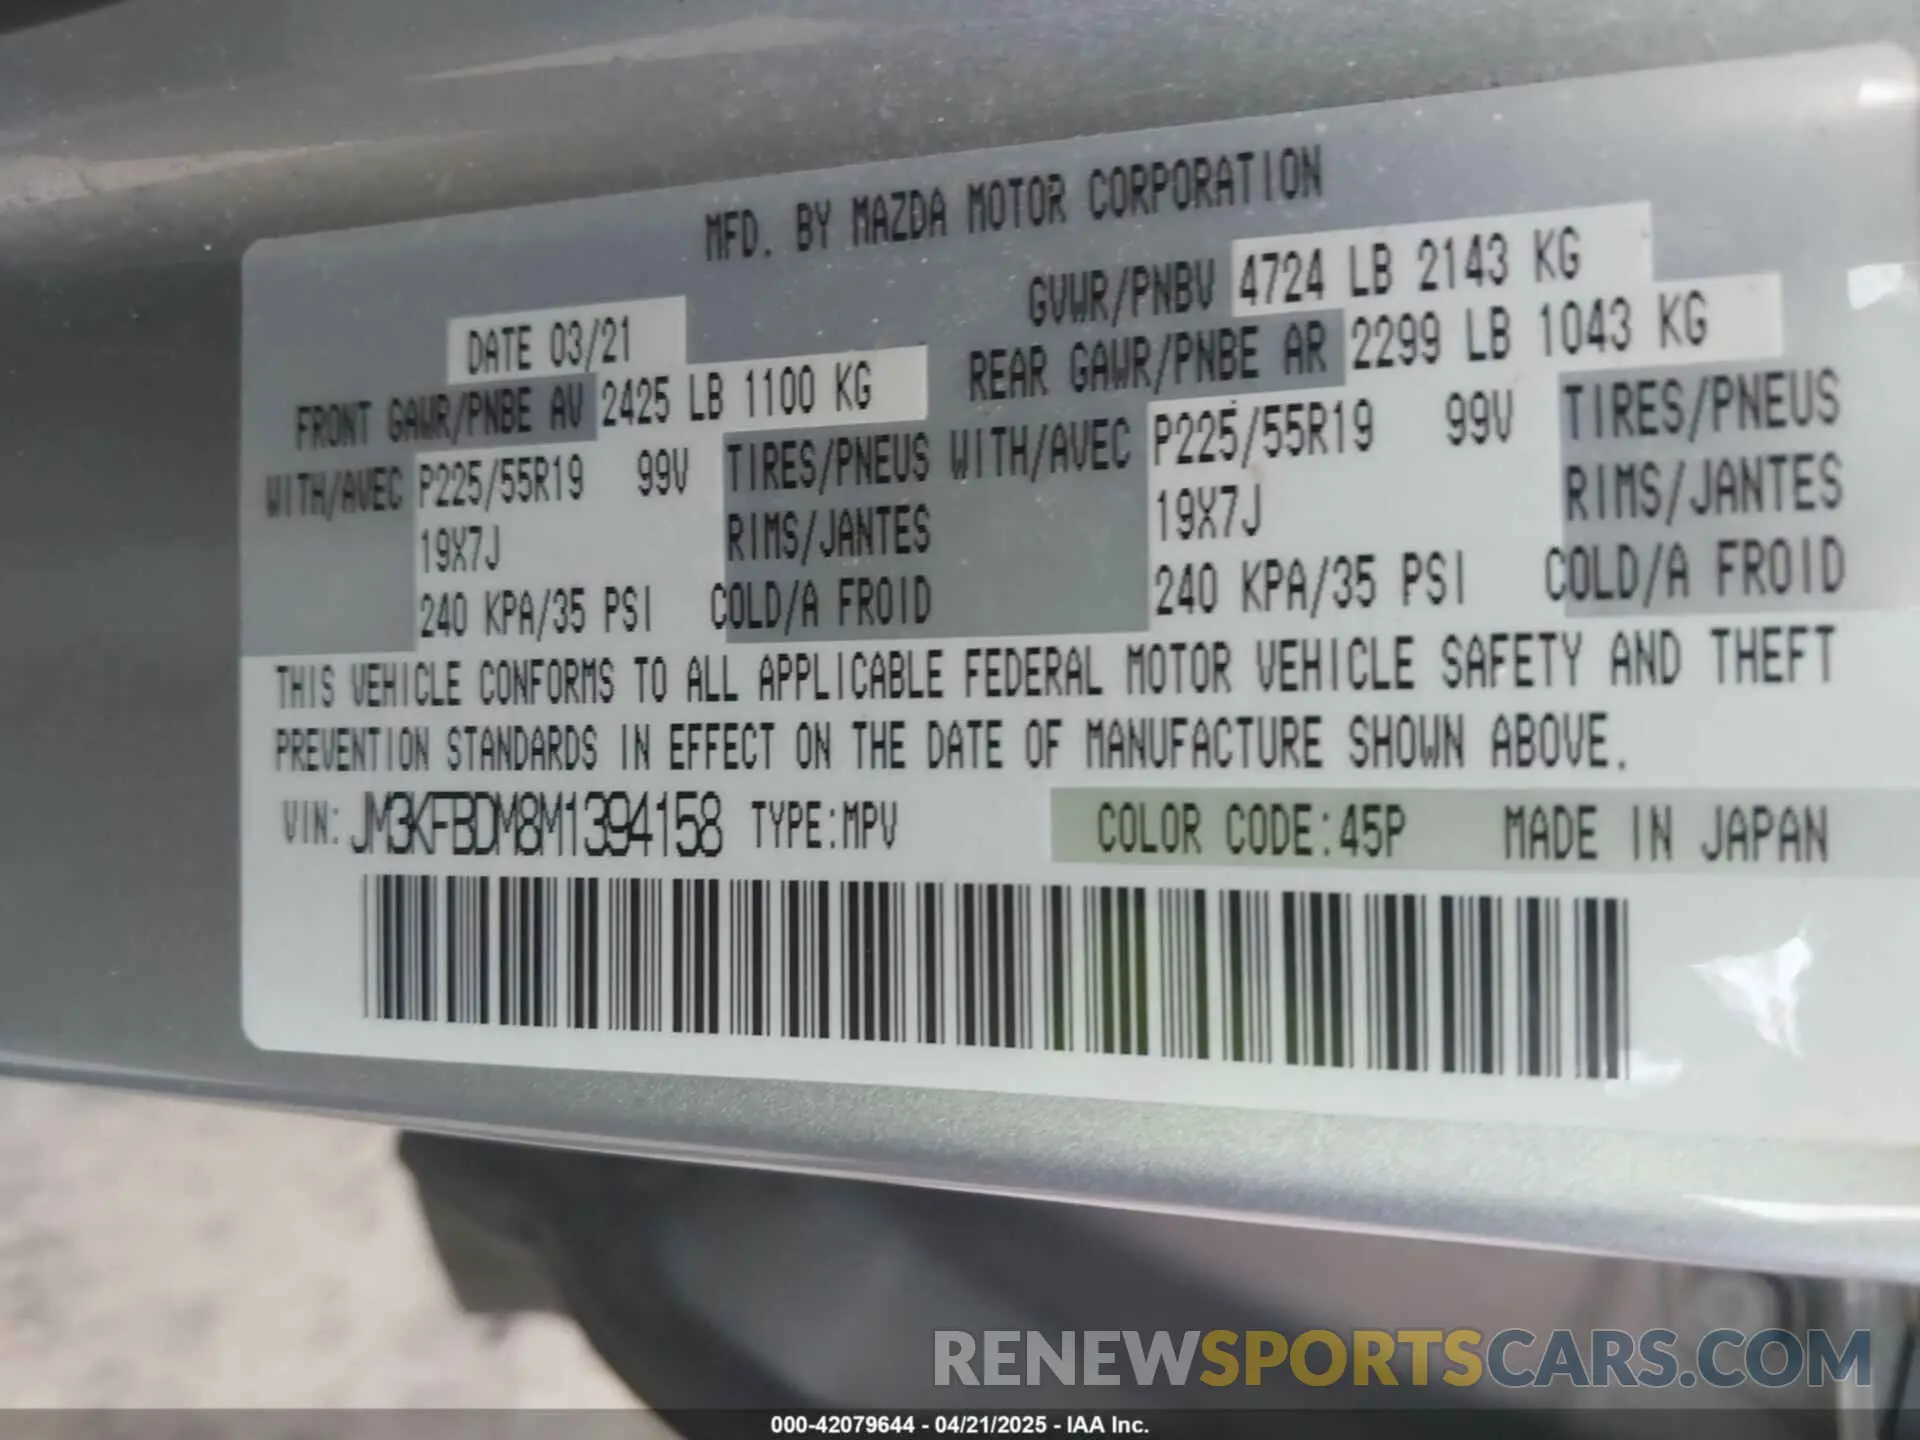 MFD. BY MAZDA MOTOR CORPORATION
DATE 03/21 GVWR/PNBV 4724 LB 2143 KG
FRONT GAWR/PNBE AV 2425 LB 1100 KG REAR GAWR/PNBE AR 2299 LB 1043 KG
WITH/AVEC P225/55R19 99V TIRES/PNEUS WITH/AVEC P225/55R19 99V TIRES/PNEUS
19X7J RIMS/JANTES 19X7J RIMS/JANTES
240 KPA/35 PSI COLD/A FROID 240 KPA/35 PSI COLD/A FROID
THIS VEHICLE CONFORMS TO ALL APPLICABLE FEDERAL MOTOR VEHICLE SAFETY AND THEFT
PREVENTION STANDARDS IN EFFECT ON THE DATE OF MANUFACTURE SHOWN ABOVE.
VIN: JM3KFBDM8M1394158 TYPE:MPV COLOR CODE:45P MADE IN JAPAN
RENEWSPORTSCARS.COM
000-42079644 - 04/21/2025 - IAA Inc.